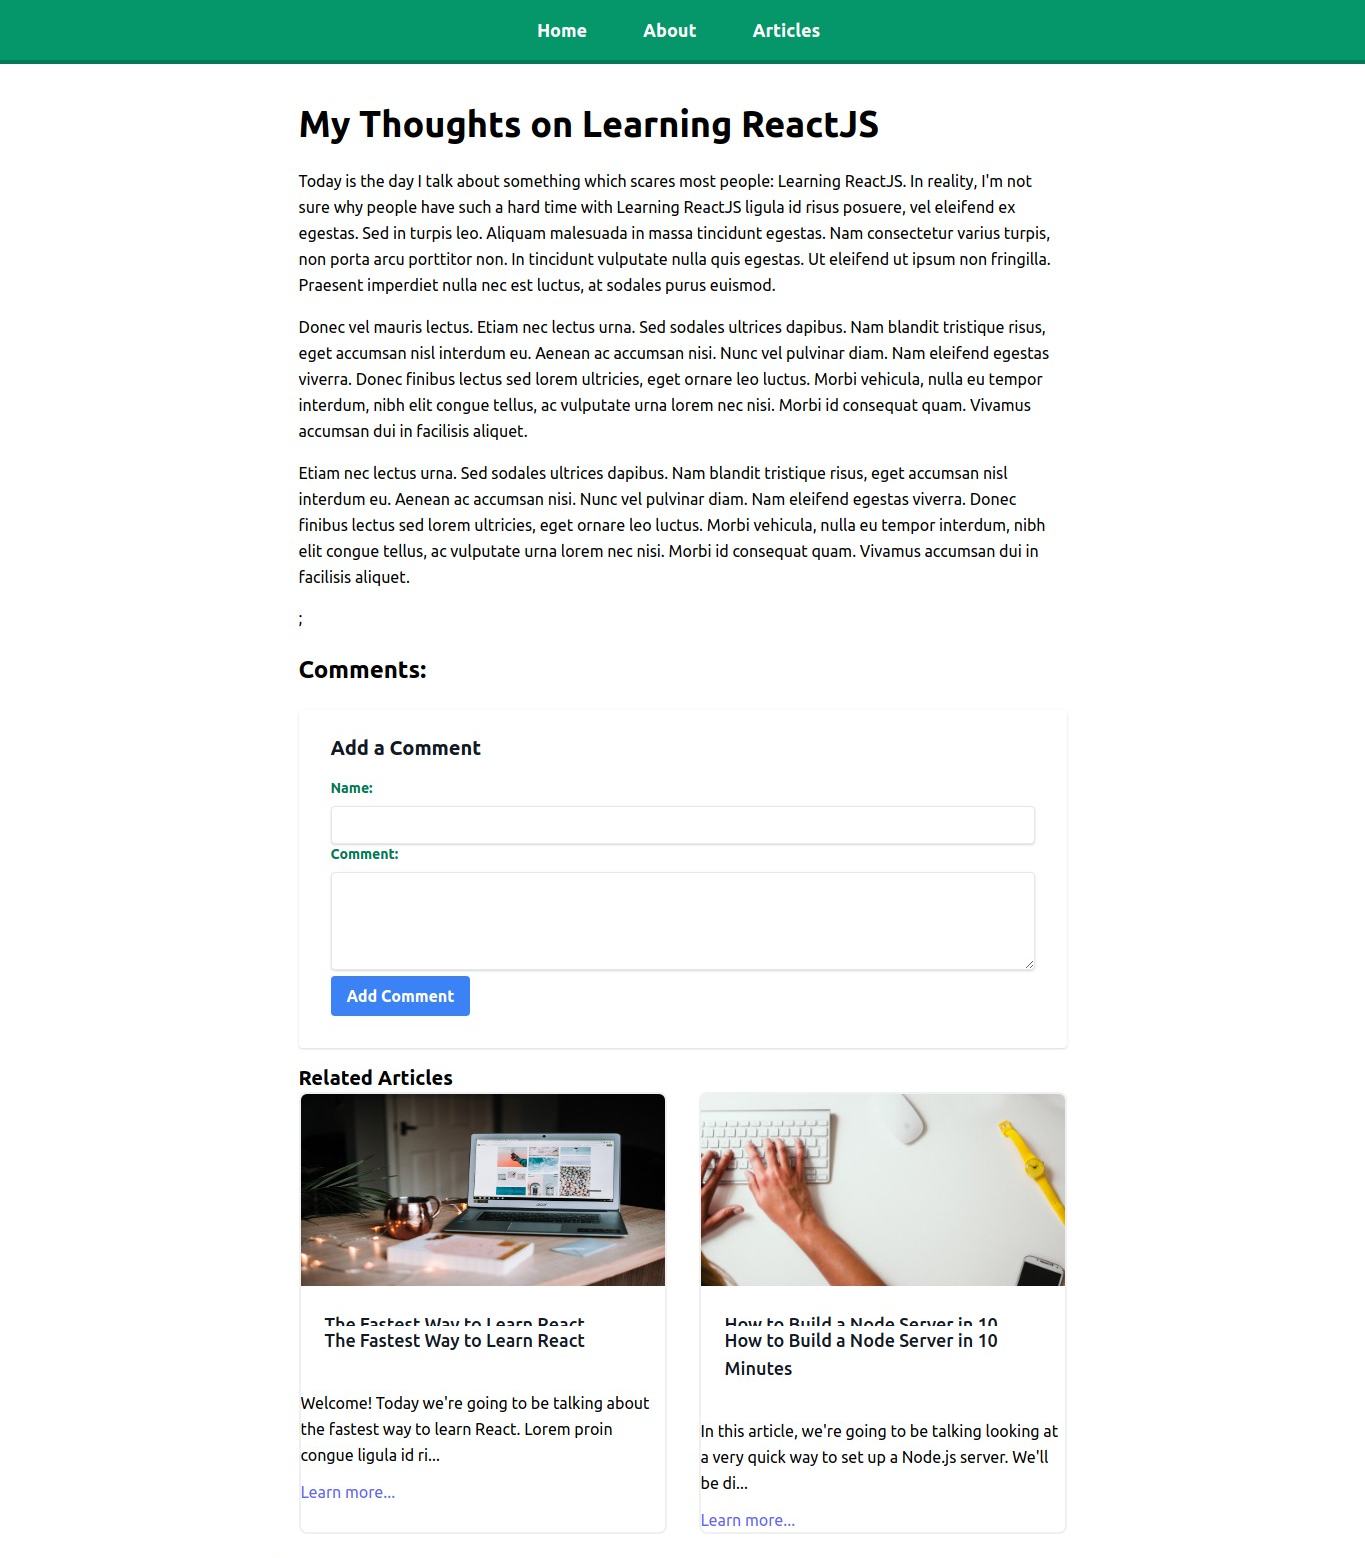 Home About Articles
My Thoughts on Learning ReactJS
Today is the day I talk about something which scares most people: Learning ReactJS. In reality, I'm not
sure why people have such a hard time with Learning ReactJS ligula id risus posuere, vel eleifend ex
egestas. Sed in turpis leo. Aliquam malesuada in massa tincidunt egestas. Nam consectetur varius turpis,
non porta arcu porttitor non. In tincidunt vulputate nulla quis egestas. Ut eleifend ut ipsum non fringilla.
Praesent imperdiet nulla nec est luctus, at sodales purus euismod.
Donec vel mauris lectus. Etiam nec lectus urna. Sed sodales ultrices dapibus. Nam blandit tristique risus,
eget accumsan nisl interdum eu. Aenean ac accumsan nisi. Nunc vel pulvinar diam. Nam eleifend egestas
viverra. Donec finibus lectus sed lorem ultricies, eget ornare leo luctus. Morbi vehicula, nulla eu tempor
interdum, nibh elit congue tellus, ac vulputate urna lorem nec nisi. Morbi id consequat quam. Vivamus
accumsan dui in facilisis aliquet.
Etiam nec lectus urna. Sed sodales ultrices dapibus. Nam blandit tristique risus, eget accumsan nisl
interdum eu. Aenean ac accumsan nisi. Nunc vel pulvinar diam. Nam eleifend egestas viverra. Donec
finibus lectus sed lorem ultricies, eget ornare leo luctus. Morbi vehicula, nulla eu tempor interdum, nibh
elit congue tellus, ac vulputate urna lorem nec nisi. Morbi id consequat quam. Vivamus accumsan dui in
facilisis aliquet.
;
Comments:
Add a Comment
Name:
Comment:
Add Comment
Related Articles
The Fastest Way to Learn React
The Fastest Way to Learn React
Welcome! Today we're going to be talking about
the fastest way to learn React. Lorem proin
congue ligula id ri...
Learn more...
How to Build a Node Server in 10
How to Build a Node Server in 10
Minutes
In this article, we're going to be talking looking at
a very quick way to set up a Node.js server. We'll
be di...
Learn more...